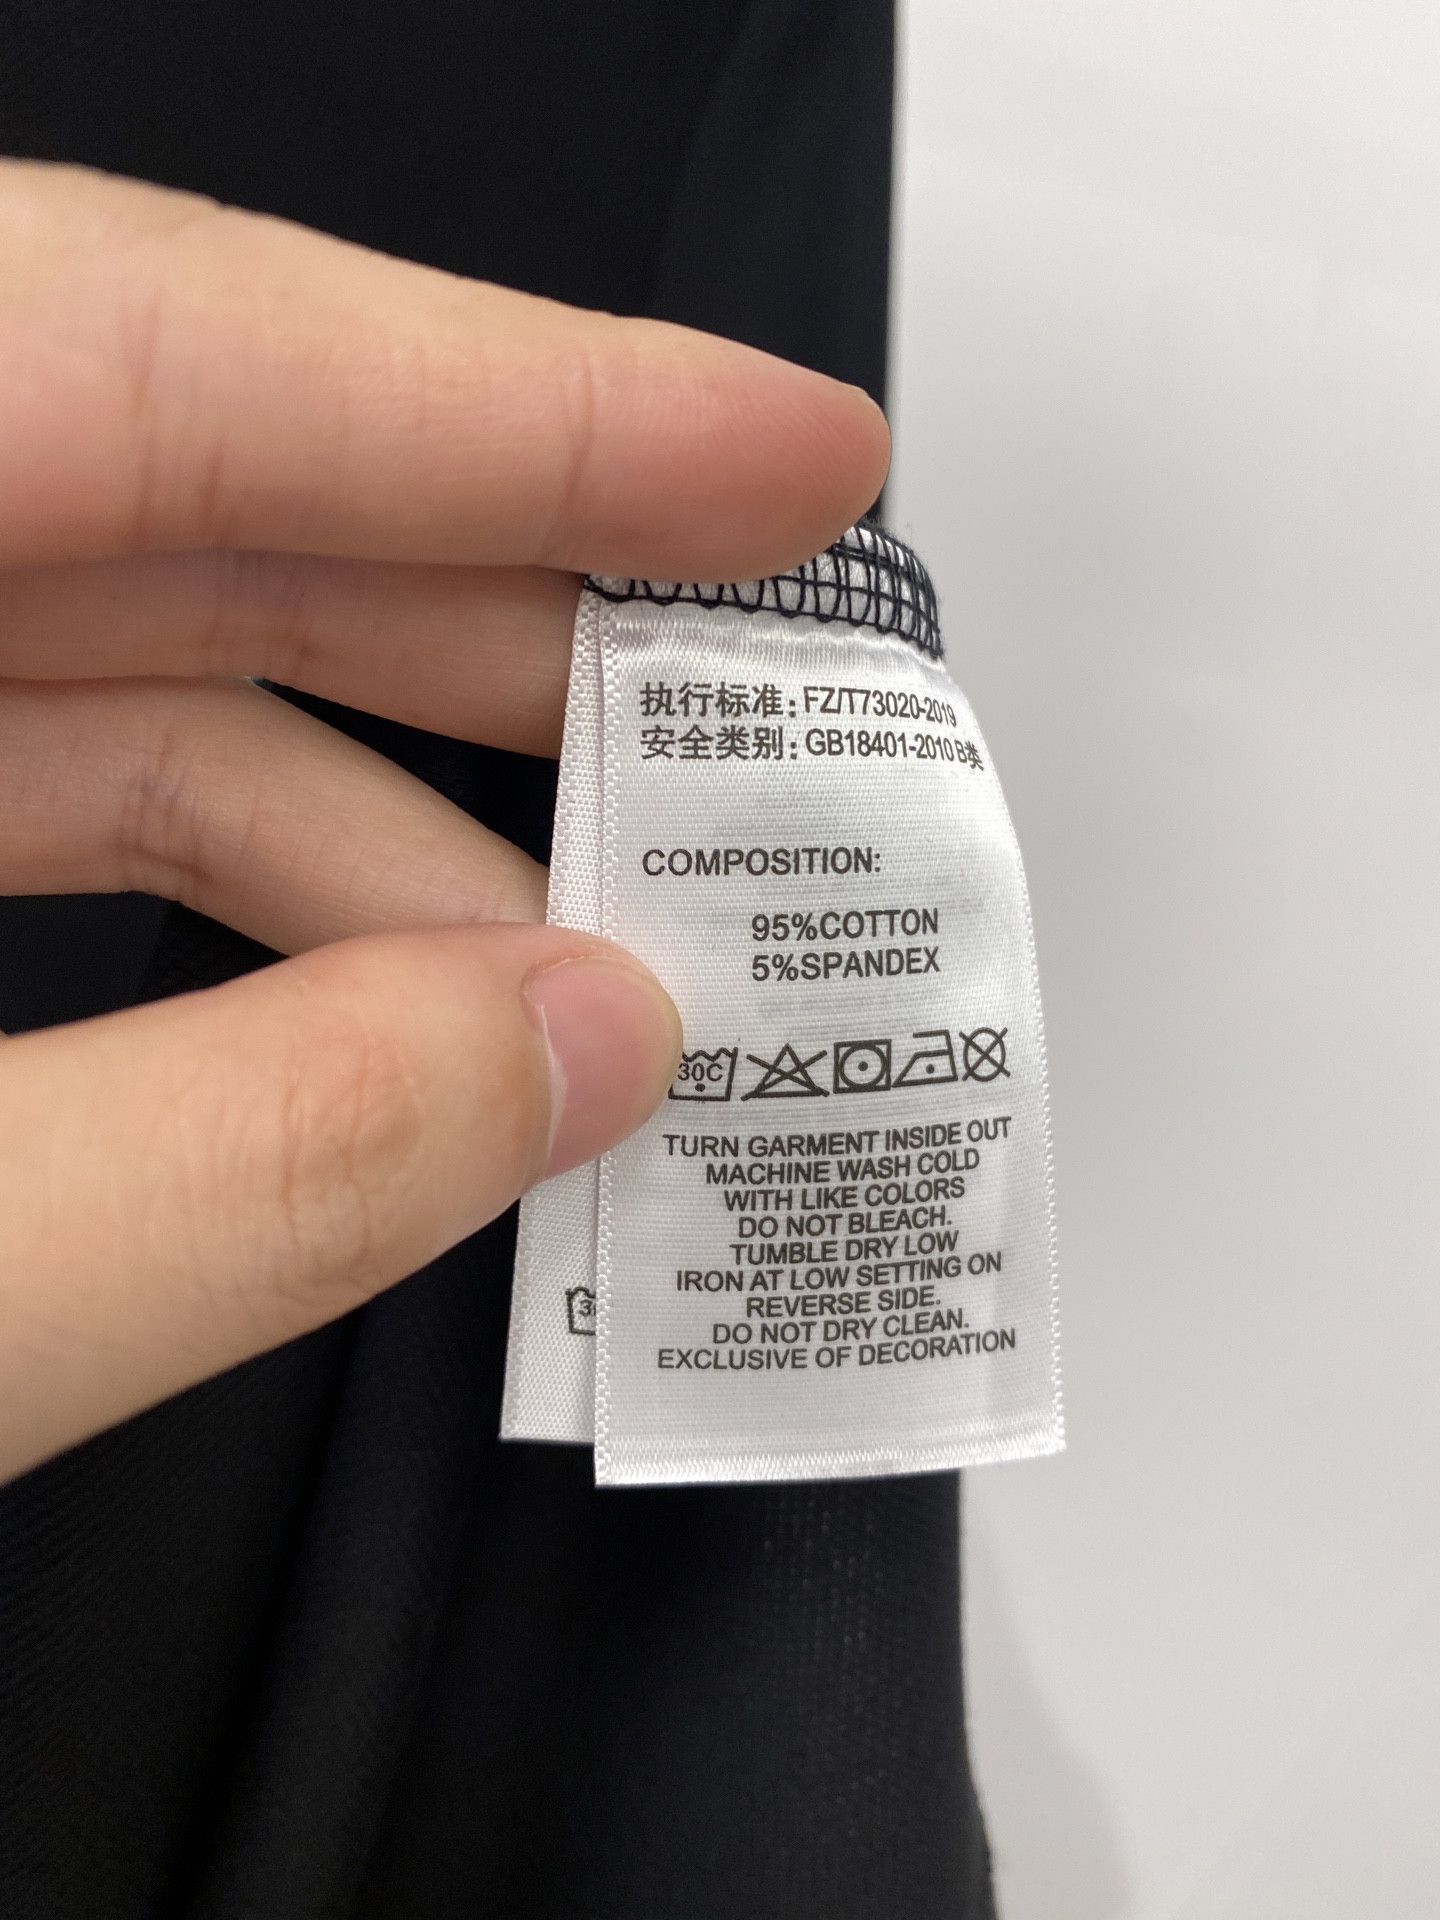 执行标准: FZ/T73020-2019
安全类别: GB18401-2010 B类
COMPOSITION:
95%COTTON
5%SPANDEX
30C
TURN GARMENT INSIDE OUT
MACHINE WASH COLD
WITH LIKE COLORS
DO NOT BLEACH.
TUMBLE DRY LOW
IRON AT LOW SETTING ON
REVERSE SIDE.
DO NOT DRY CLEAN.
EXCLUSIVE OF DECORATION